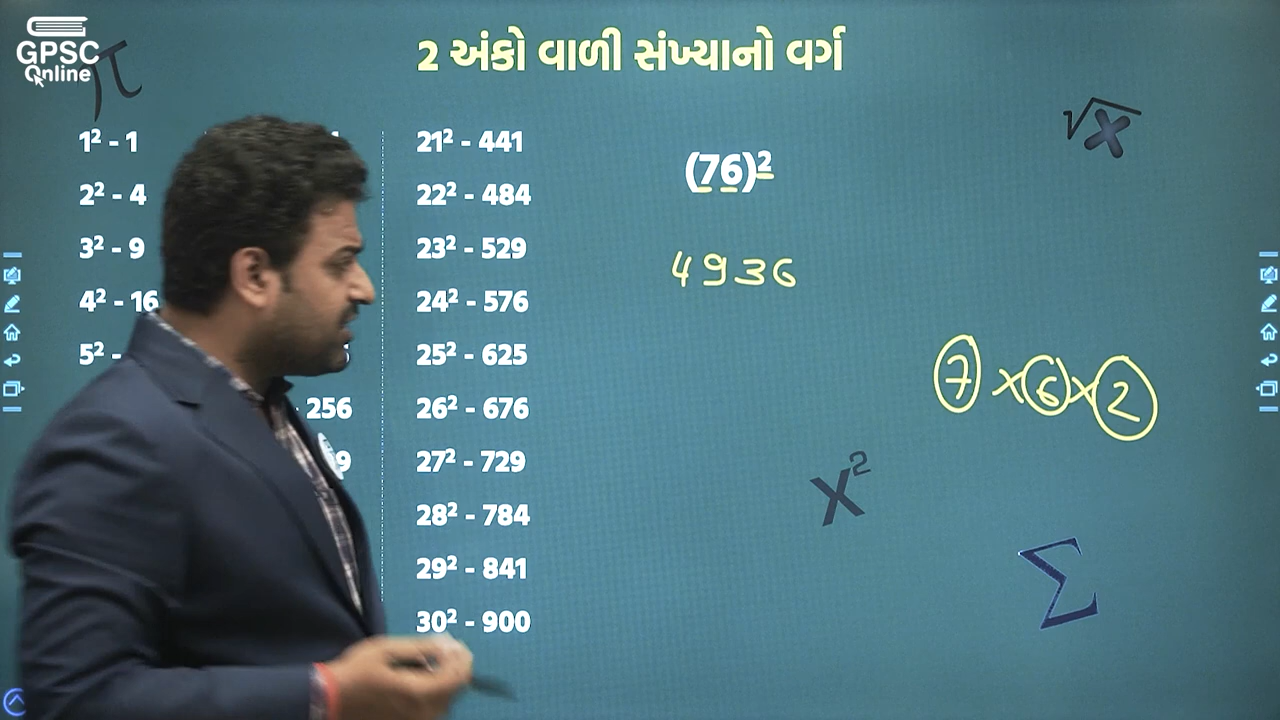 GPSC
Online
2 અંકો વાળી સંખ્યાનો વર્ગ
π
√x
1² - 1
2² - 4
3² - 9
4² - 16
5² -
256
9
21² - 441
22² - 484
23² - 529
24² - 576
25² - 625
26² - 676
27² - 729
28² - 784
29² - 841
30² - 900
(76)²
4936
7 × 6 × 2
x²
Σ